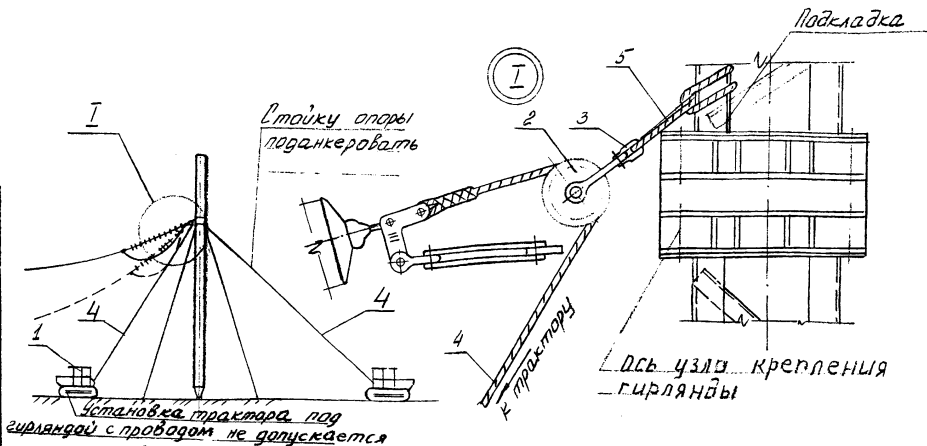 Подкладка
I
5
I
Стойку опоры
поданкеровать
2
3
4
4
1
4
к трактору
Ось узла крепления
гирлянды
Установка трактора под
гирляндой с проводом не допускается